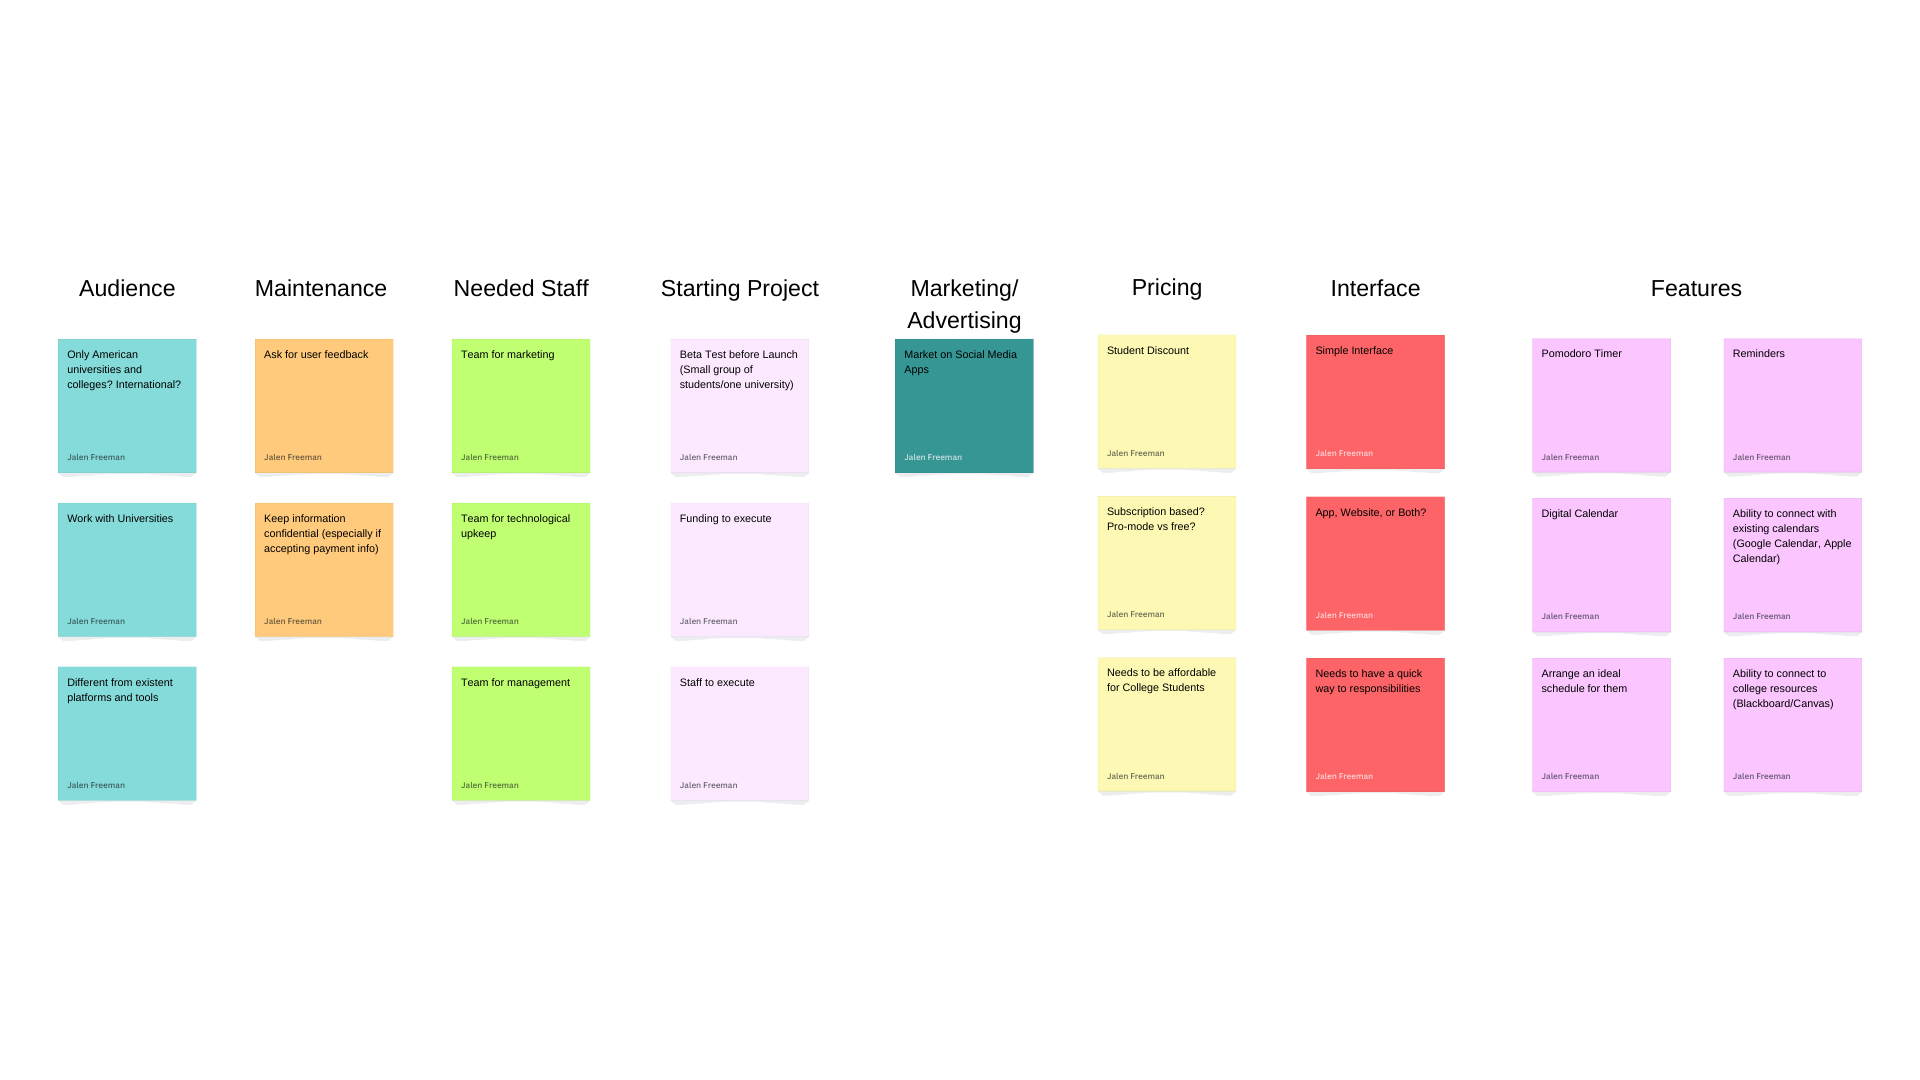 Audience
Only American
universities and
colleges? International?
Jalen Freeman
Work with Universities
Jalen Freeman
Different from existent
platforms and tools
Jalen Freeman
Maintenance
Ask for user feedback
Jalen Freeman
Keep information
confidential (especially if
accepting payment info)
Jalen Freeman
Needed Staff
Team for marketing
Jalen Freeman
Team for technological
upkeep
Jalen Freeman
Team for management
Jalen Freeman
Starting Project
Beta Test before Launch
(Small group of
students/one university)
Jalen Freeman
Funding to execute
Jalen Freeman
Staff to execute
Jalen Freeman
Marketing/
Advertising
Market on Social Media
Apps
Jalen Freeman
Pricing
Student Discount
Jalen Freeman
Subscription based?
Pro-mode vs free?
Jalen Freeman
Needs to be affordable
for College Students
Jalen Freeman
Interface
Simple Interface
Jalen Freeman
App, Website, or Both?
Jalen Freeman
Needs to have a quick
way to responsibilities
Jalen Freeman
Features
Pomodoro Timer
Jalen Freeman
Digital Calendar
Jalen Freeman
Arrange an ideal
schedule for them
Jalen Freeman
Reminders
Jalen Freeman
Ability to connect with
existing calendars
(Google Calendar, Apple
Calendar)
Jalen Freeman
Ability to connect to
college resources
(Blackboard/Canvas)
Jalen Freeman